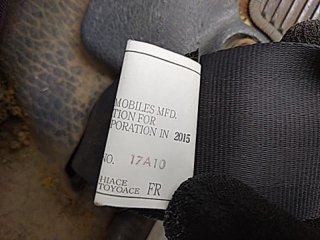 MOBILES MFD.
TION FOR
PORATION IN 2015
NO. 17A10
HIACE
TOYOACE FR